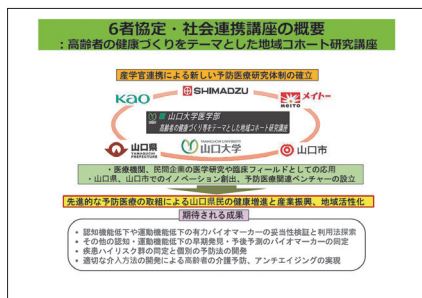 6者協定・社会連携講座の概要
：高齢者の健康づくりをテーマとした地域コホート研究講座
産学官連携による新しい予防医療研究体制の確立
Kao
SHIMADZU
メイトー
MEITO
山口大学医学部
高齢者の健康づくり等をテーマとした地域コホート研究講座
山口県
YAMAGUCHI PREFECTURE
YAMAGUCHI UNIVERSITY
山口大学
山口市
・医療機関、民間企業の医学研究や臨床フィールドとしての応用
・山口県、山口市でのイノベーション創出、予防医療関連ベンチャーの設立
先進的な予防医療の取組による山口県民の健康増進と産業振興、地域活性化
期待される成果
認知機能低下や運動機能低下の有力バイオマーカーの妥当性検証と利用法探索
その他の認知・運動機能低下の早期発見・予後予測のバイオマーカーの同定
疾患ハイリスク群の同定と個別の予防法の開発
適切な介入方法の開発による高齢者の介護予防、アンチエイジングの実現